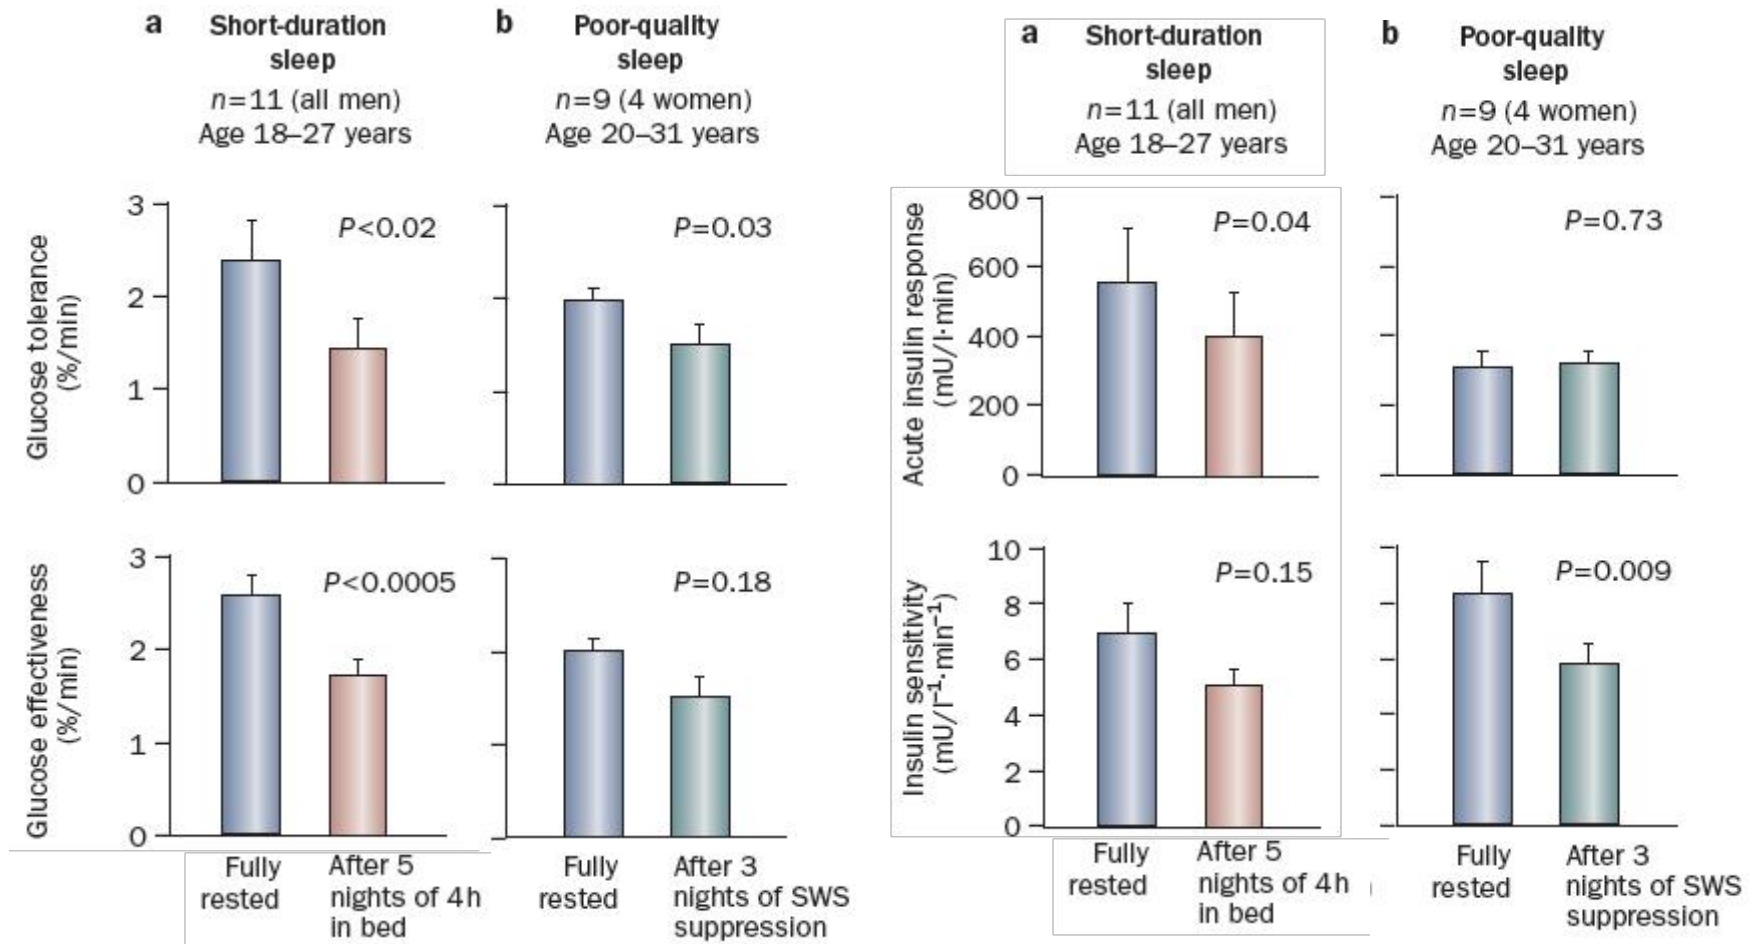 a Short-duration
sleep
n=11 (all men)
Age 18–27 years
b Poor-quality
sleep
n=9 (4 women)
Age 20–31 years
Glucose tolerance
(%/min)
3
2
1
0
P<0.02
P=0.03
Glucose effectiveness
(%/min)
3
2
1
0
P<0.0005
P=0.18
Fully
rested
After 5
nights of 4h
in bed
Fully
rested
After 3
nights of SWS
suppression
a Short-duration
sleep
n=11 (all men)
Age 18–27 years
b Poor-quality
sleep
n=9 (4 women)
Age 20–31 years
Acute insulin response
(mU/l·min)
800
600
400
200
0
P=0.04
P=0.73
Insulin sensitivity
(mU/l⁻¹·min⁻¹)
10
8
6
4
2
0
P=0.15
P=0.009
Fully
rested
After 5
nights of 4h
in bed
Fully
rested
After 3
nights of SWS
suppression